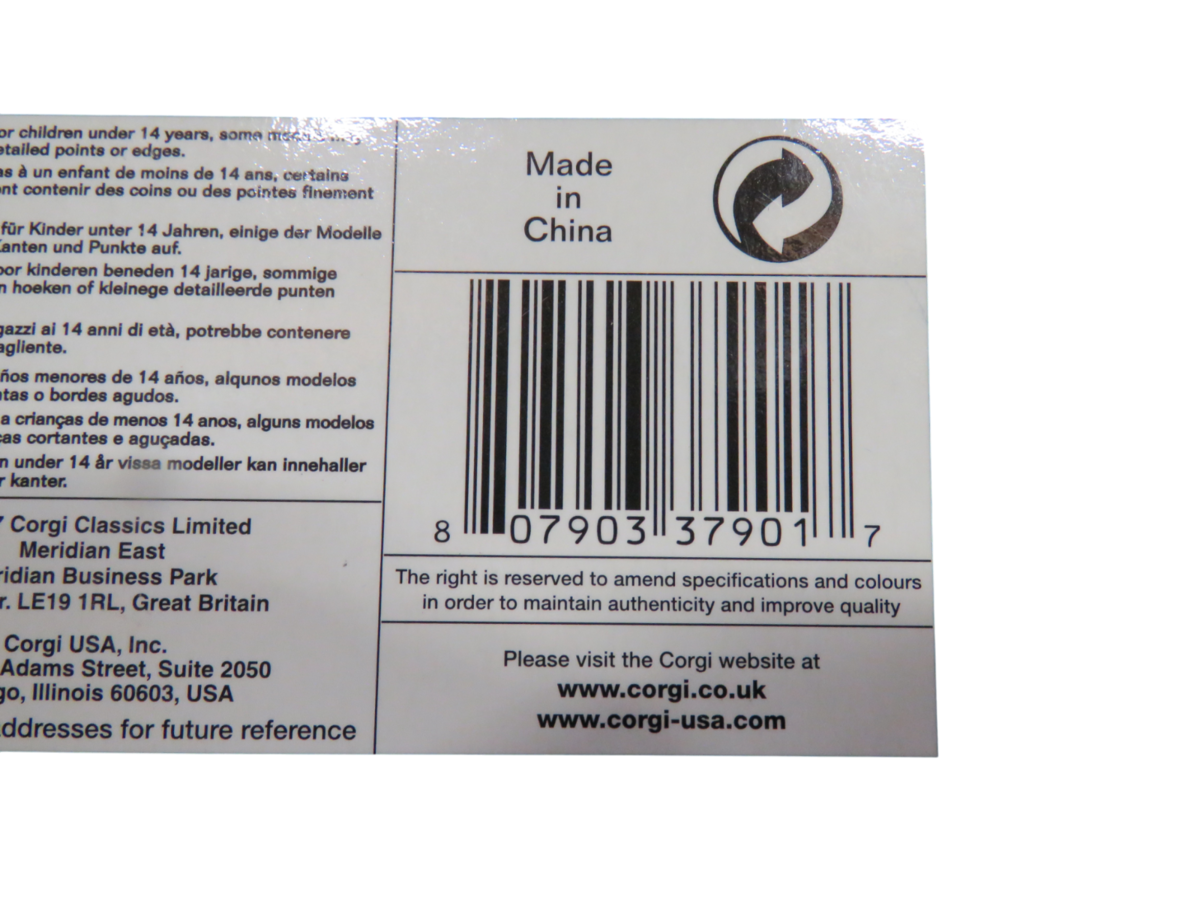 or children under 14 years, some
etailed points or edges.
as à un enfant de moins de 14 ans, certains
ent contenir des coins ou des pointes finement
für Kinder unter 14 Jahren, einige der Modelle
Kanten und Punkte auf.
oor kinderen beneden 14 jarige, sommige
n hoeken of kleinege detailleerde punten
gazzi ai 14 anni di età, potrebbe contenere
agliente.
ños menores de 14 años, alqunos modelos
ntas o bordes agudos.
a crianças de menos 14 anos, alguns modelos
ças cortantes e aguçadas.
n under 14 år vissa modeller kan innehaller
r kanter.
7 Corgi Classics Limited
Meridian East
ridian Business Park
r. LE19 1RL, Great Britain
Corgi USA, Inc.
Adams Street, Suite 2050
go, Illinois 60603, USA
ddresses for future reference
Made
in
China
8 07903 37901 7
The right is reserved to amend specifications and colours
in order to maintain authenticity and improve quality
Please visit the Corgi website at
www.corgi.co.uk
www.corgi-usa.com